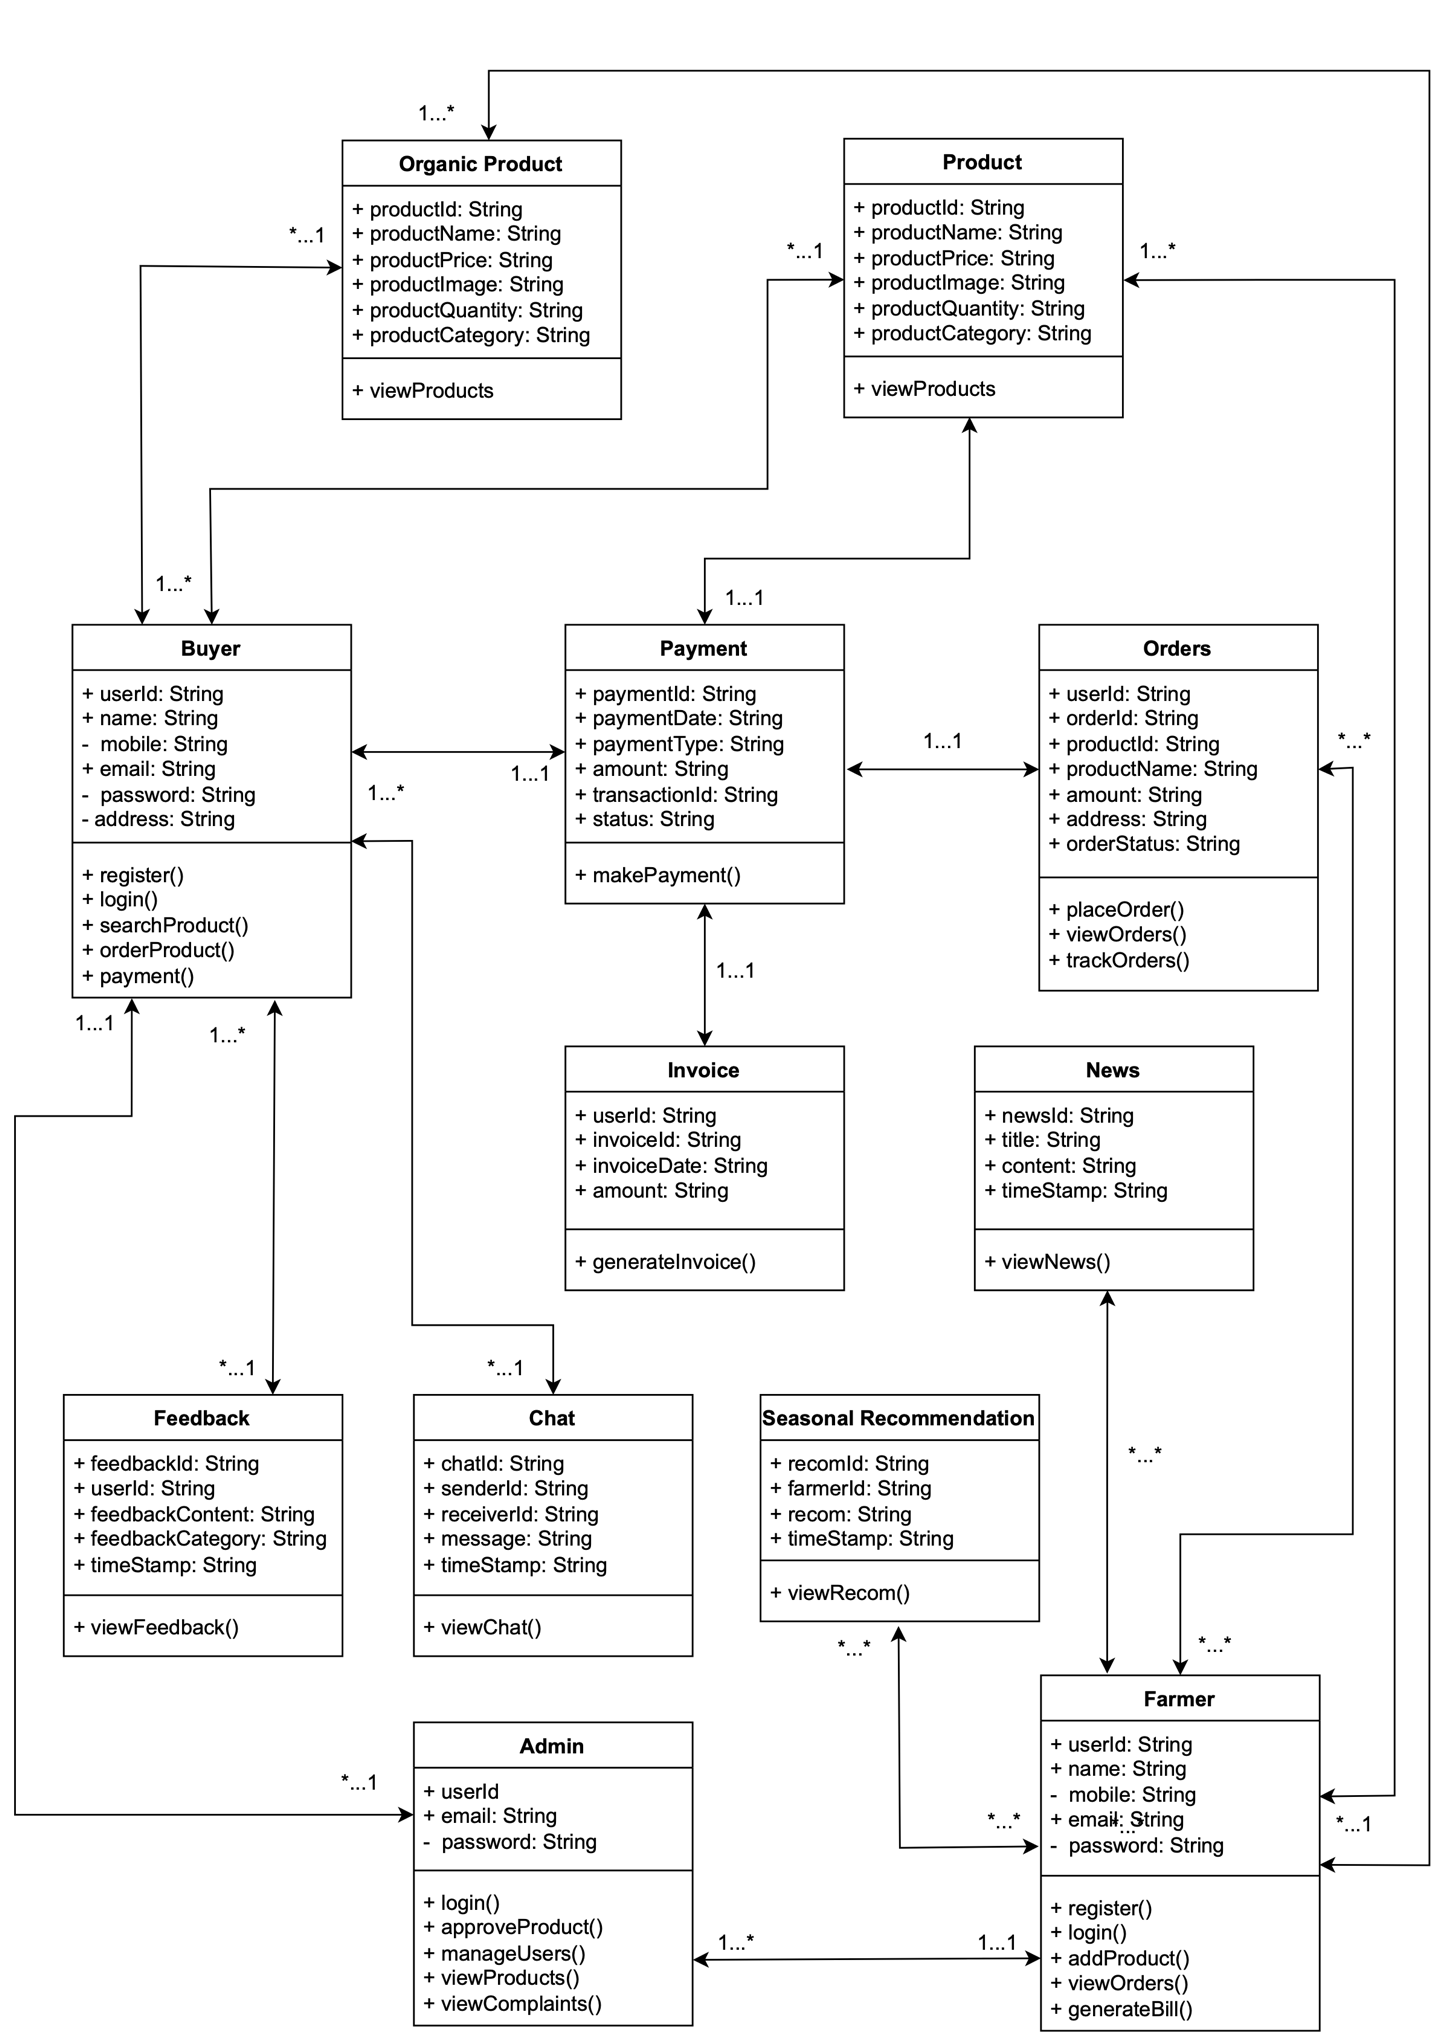 1...*
Organic Product
+ productId: String
+ productName: String
+ productPrice: String
+ productImage: String
+ productQuantity: String
+ productCategory: String
+ viewProducts
*...1
Product
+ productId: String
+ productName: String
+ productPrice: String
+ productImage: String
+ productQuantity: String
+ productCategory: String
+ viewProducts
*...1
1...*
1...*
1...1
Buyer
+ userId: String
+ name: String
- mobile: String
+ email: String
- password: String
- address: String
+ register()
+ login()
+ searchProduct()
+ orderProduct()
+ payment()
1...1
1...*
Payment
+ paymentId: String
+ paymentDate: String
+ paymentType: String
+ amount: String
+ transactionId: String
+ status: String
+ makePayment()
1...1
Orders
+ userId: String
+ orderId: String
+ productId: String
+ productName: String
+ amount: String
+ address: String
+ orderStatus: String
+ placeOrder()
+ viewOrders()
+ trackOrders()
*...*
1...1
1...*
1...1
Invoice
+ userId: String
+ invoiceId: String
+ invoiceDate: String
+ amount: String
+ generateInvoice()
News
+ newsId: String
+ title: String
+ content: String
+ timeStamp: String
+ viewNews()
*...1
*...1
*...*
Feedback
+ feedbackId: String
+ userId: String
+ feedbackContent: String
+ feedbackCategory: String
+ timeStamp: String
+ viewFeedback()
Chat
+ chatId: String
+ senderId: String
+ receiverId: String
+ message: String
+ timeStamp: String
+ viewChat()
Seasonal Recommendation
+ recomId: String
+ farmerId: String
+ recom: String
+ timeStamp: String
+ viewRecom()
*...*
*...*
*...1
Admin
+ userId
+ email: String
- password: String
+ login()
+ approveProduct()
+ manageUsers()
+ viewProducts()
+ viewComplaints()
*...*
1...*
1...1
Farmer
+ userId: String
+ name: String
- mobile: String
+ email: String
*...*
- password: String
+ register()
+ login()
+ addProduct()
+ viewOrders()
+ generateBill()
*...1